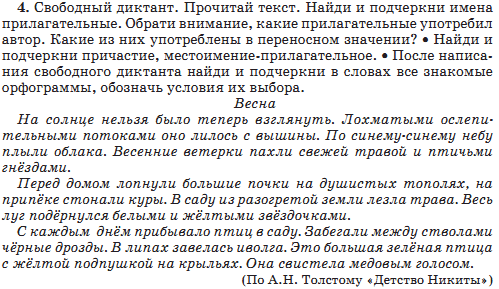 4. Свободный диктант. Прочитай текст. Найди и подчеркни имена
прилагательные. Обрати внимание, какие прилагательные употребил
автор. Какие из них употреблены в переносном значении? • Найди и
подчеркни причастие, местоимение-прилагательное. • После написа-
ния свободного диктанта найди и подчеркни в словах все знакомые
орфограммы, обозначь условия их выбора.
Весна
На солнце нельзя было теперь взглянуть. Лохматыми ослепи-
тельными потоками оно лилось с вышины. По синему-синему небу
плыли облака. Весенние ветерки пахли свежей травой и птичьими
гнёздами.
Перед домом лопнули большие почки на душистых тополях, на
припёке стонали куры. В саду из разогретой земли лезла трава. Весь
луг подёрнулся белыми и жёлтыми звёздочками.
С каждым днём прибывало птиц в саду. Забегали между стволами
чёрные дрозды. В липах завелась иволга. Это большая зелёная птица
с жёлтой подпушкой на крыльях. Она свистела медовым голосом.
(По А.Н. Толстому «Детство Никиты»)